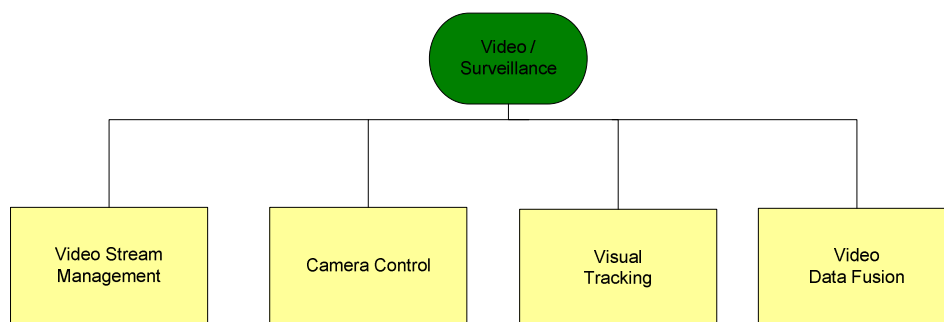 Video /
Surveillance
Video Stream
Management
Camera Control
Visual
Tracking
Video
Data Fusion